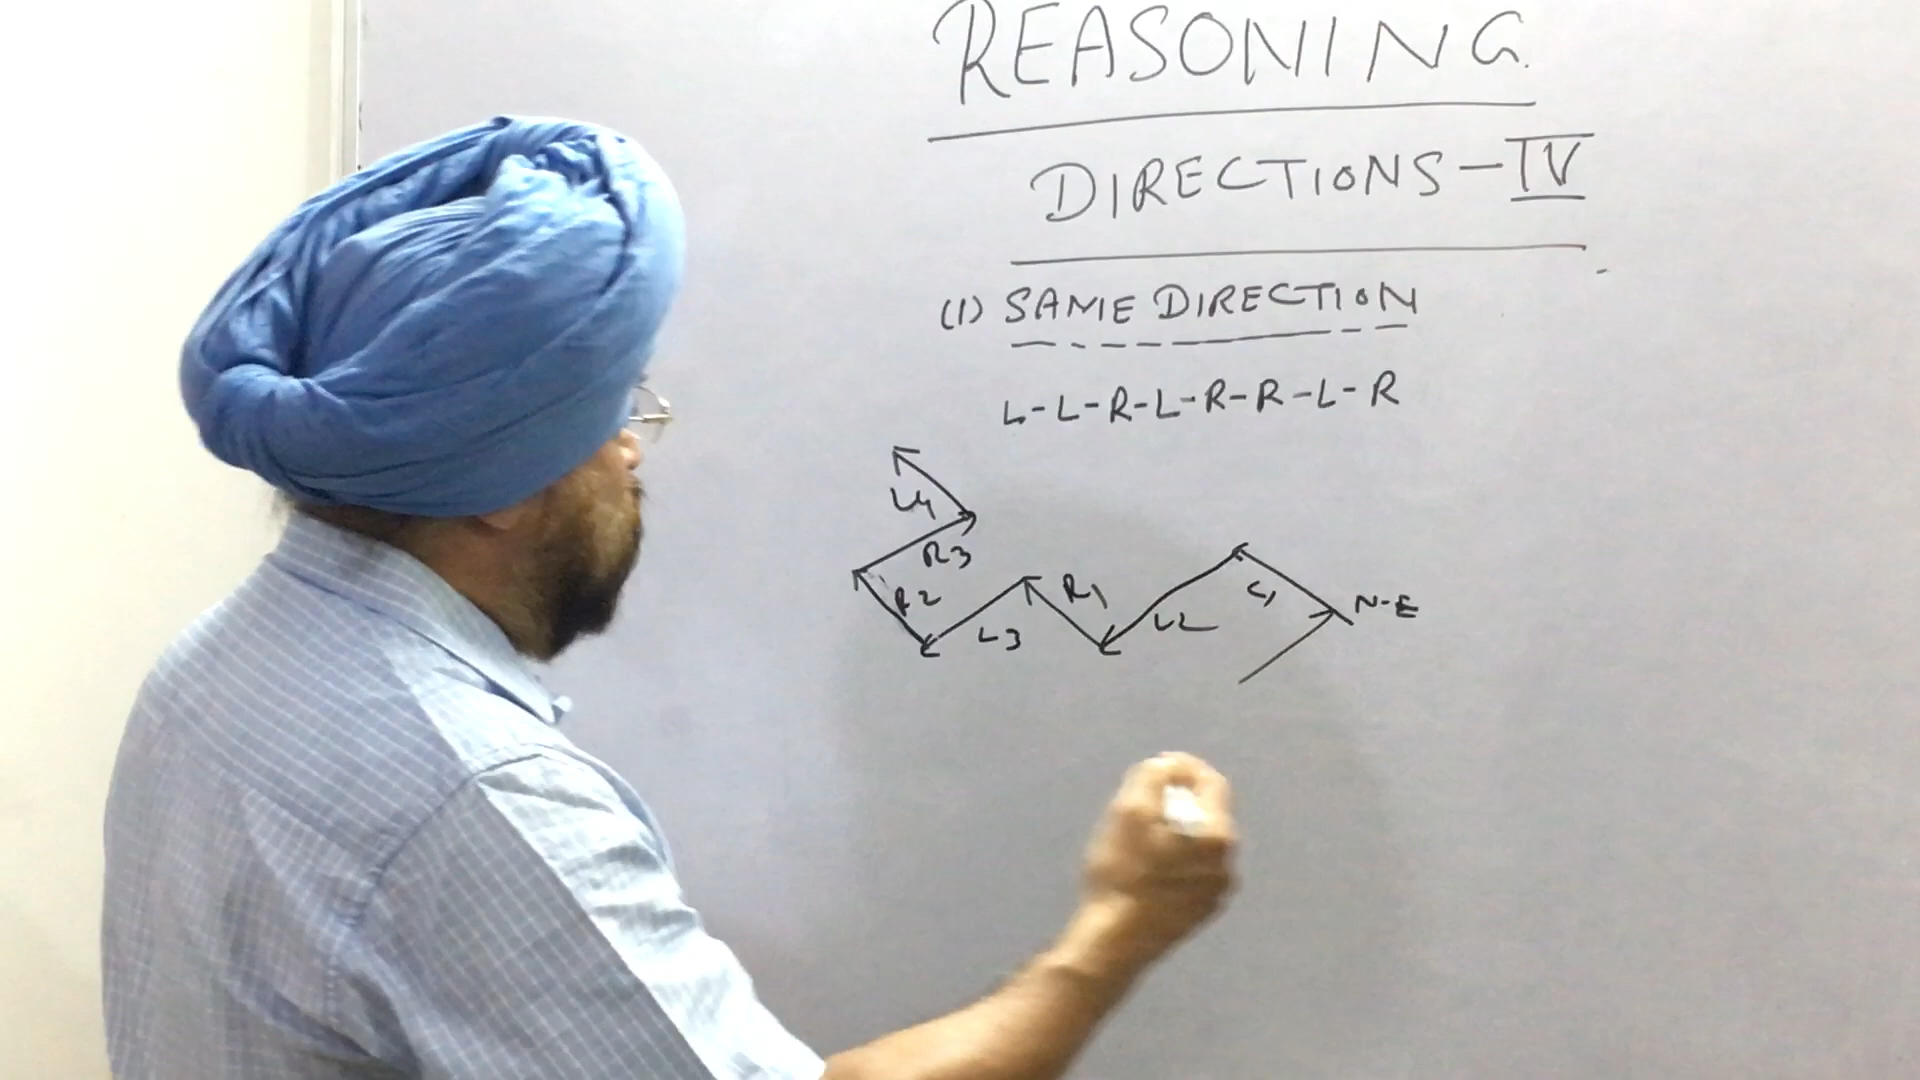 REASONING.
DIRECTIONS-IV
(1) SAME DIRECTION
L-L-R-L-R-R-L-R
L4
R3
R2
L3
R1
L2
L1
N-E